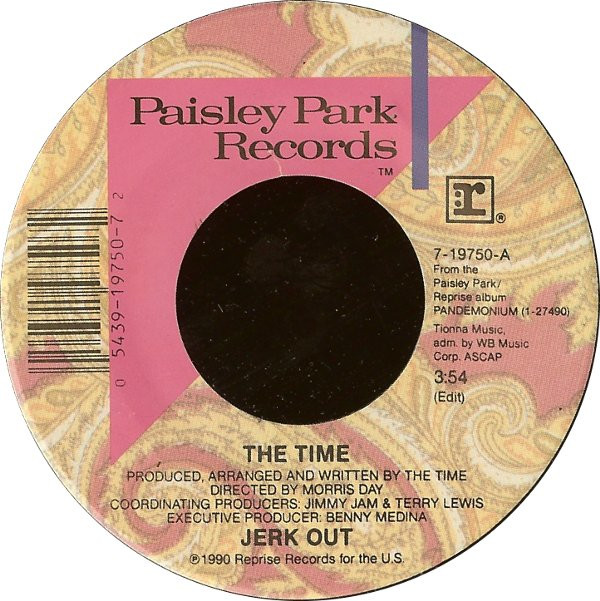 Paisley Park
Records
™
r
®
7-19750-A
From the
Paisley Park/
Reprise album
PANDEMONIUM (1-27490)
Tionna Music,
adm. by WB Music
Corp. ASCAP
3:54
(Edit)
0 5439-19750-7 2
THE TIME
PRODUCED, ARRANGED AND WRITTEN BY THE TIME
DIRECTED BY MORRIS DAY
COORDINATING PRODUCERS: JIMMY JAM & TERRY LEWIS
EXECUTIVE PRODUCER: BENNY MEDINA
JERK OUT
℗1990 Reprise Records for the U.S.